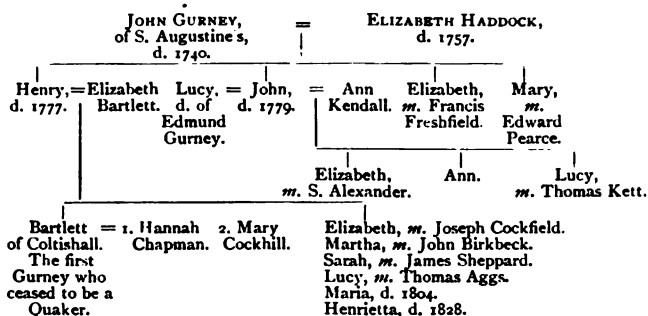 JOHN GURNEY, = ELIZABETH HADDOCK,
of S. Augustine's, d. 1757.
d. 1740.
Henry, = Elizabeth Lucy, = John, = Ann Elizabeth, Mary,
d. 1777. Bartlett. d. of d. 1779. Kendall. m. Francis m.
Edmund Freshfield. Edward
Gurney. Pearce.
Elizabeth, Ann. Lucy,
m. S. Alexander. m. Thomas Kett.
Bartlett = 1. Hannah 2. Mary Elizabeth, m. Joseph Cockfield.
of Coltishall. Chapman. Cockhill. Martha, m. John Birkbeck.
The first Sarah, m. James Sheppard.
Gurney who Lucy, m. Thomas Aggs.
ceased to be a Maria, d. 1804.
Quaker. Henrietta, d. 1828.